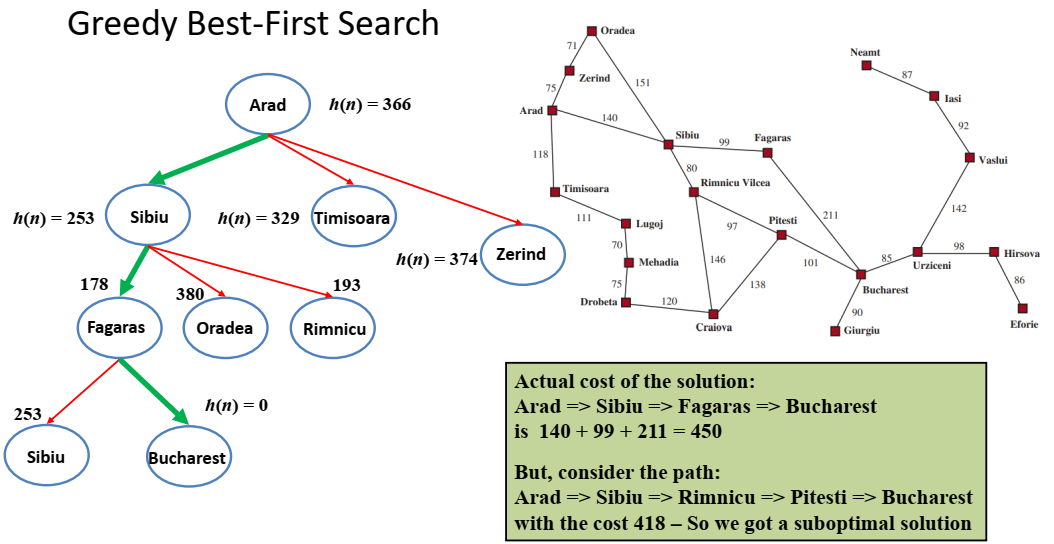 Greedy Best-First Search
Arad
h(n) = 366
h(n) = 253
Sibiu
h(n) = 329
Timisoara
h(n) = 374
Zerind
178
380
193
Fagaras
Oradea
Rimnicu
253
h(n) = 0
Sibiu
Bucharest
Oradea
71
Zerind
75
151
Arad
140
Sibiu
99
Fagaras
118
80
Timisoara
Rimnicu Vilcea
111
Lugoj
97
Pitesti
211
70
Mehadia
146
101
75
138
Drobeta
120
Craiova
Neamt
87
Iasi
92
Vaslui
142
85
98
Hirsova
Urziceni
Bucharest
86
90
Giurgiu
Eforie
Actual cost of the solution:
Arad => Sibiu => Fagaras => Bucharest
is 140 + 99 + 211 = 450
But, consider the path:
Arad => Sibiu => Rimnicu => Pitesti => Bucharest
with the cost 418 – So we got a suboptimal solution